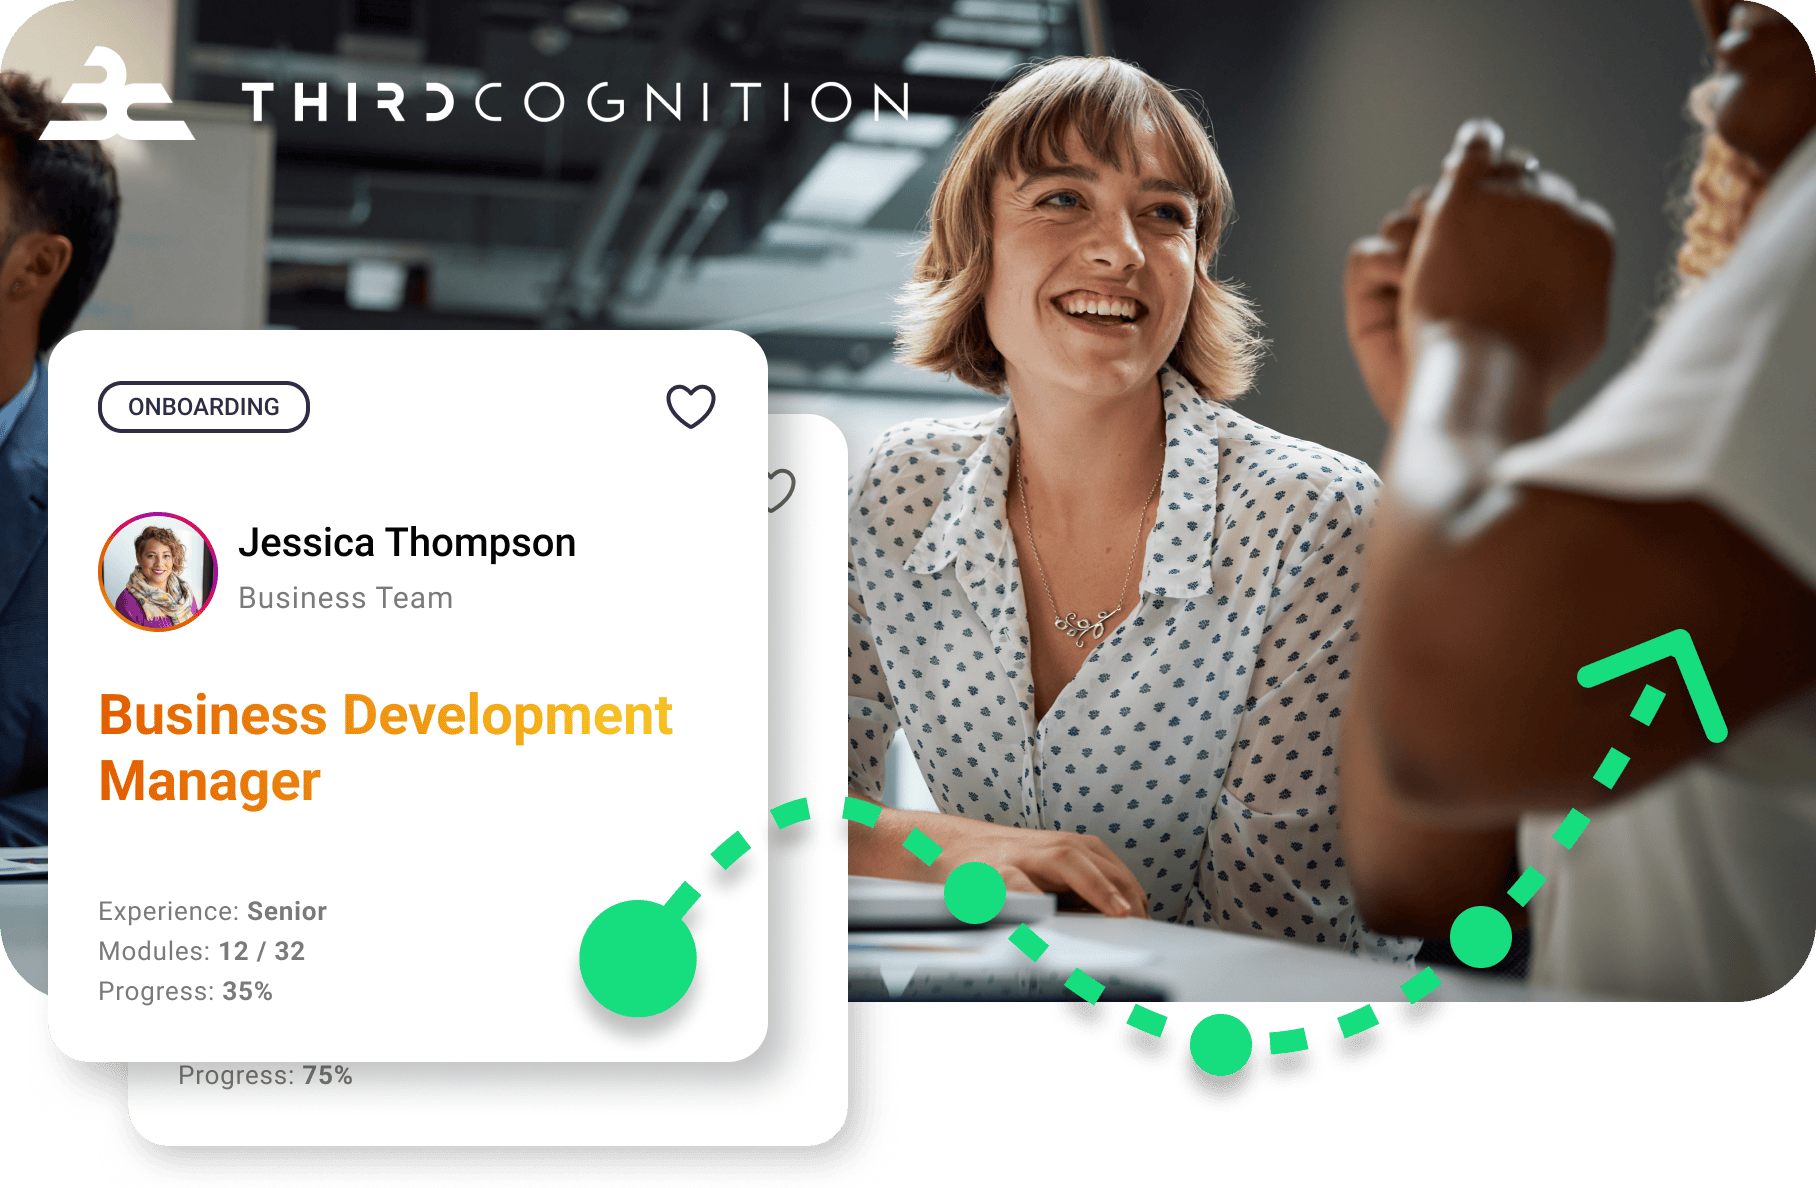 THIRDCOGNITION
ONBOARDING
Jessica Thompson
Business Team
Business Development
Manager
Experience: Senior
Modules: 12 / 32
Progress: 35%
Progress: 75%